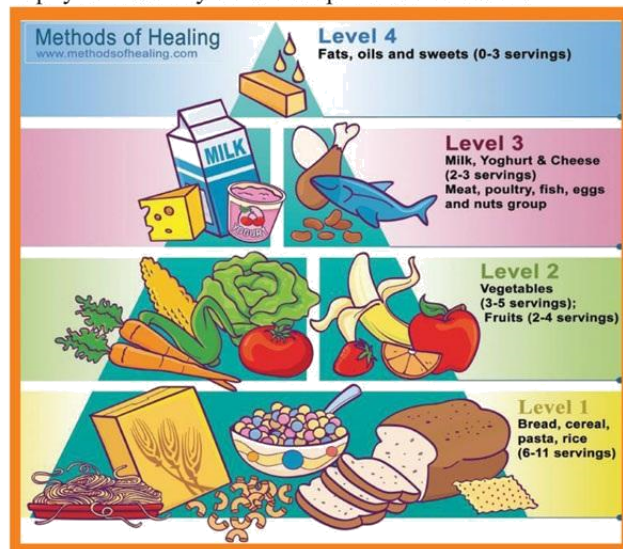 Methods of Healing
www.methodsofhealing.com
Level 4
Fats, oils and sweets (0-3 servings)
MILK
YOGURT
Level 3
Milk, Yoghurt & Cheese
(2-3 servings)
Meat, poultry, fish, eggs
and nuts group
Level 2
Vegetables
(3-5 servings);
Fruits (2-4 servings)
Level 1
Bread, cereal,
pasta, rice
(6-11 servings)